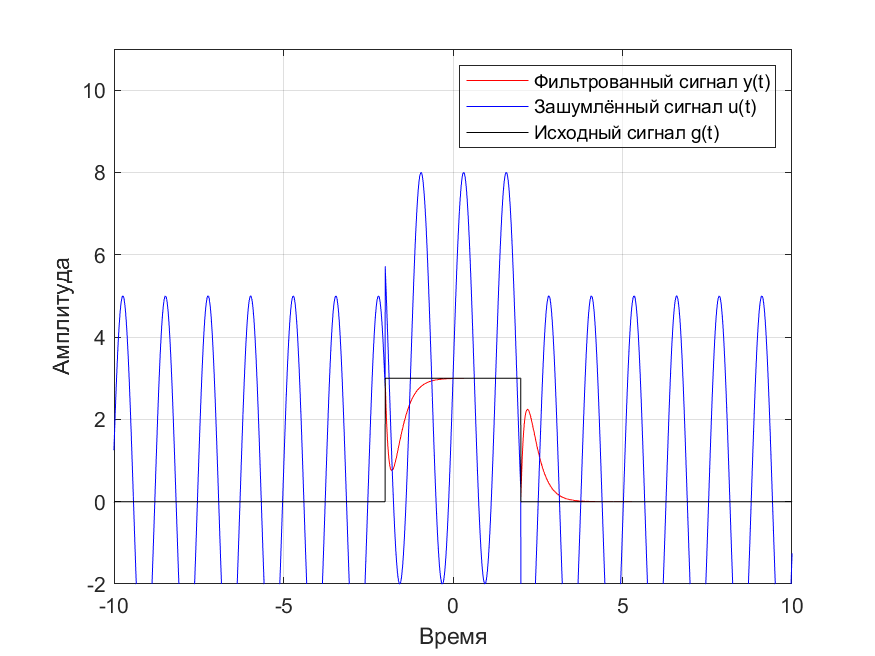 Фильтрованный сигнал y(t)
Зашумлённый сигнал u(t)
Исходный сигнал g(t)
Амплитуда
10
8
6
4
2
0
-2
-10
-5
0
5
10
Время